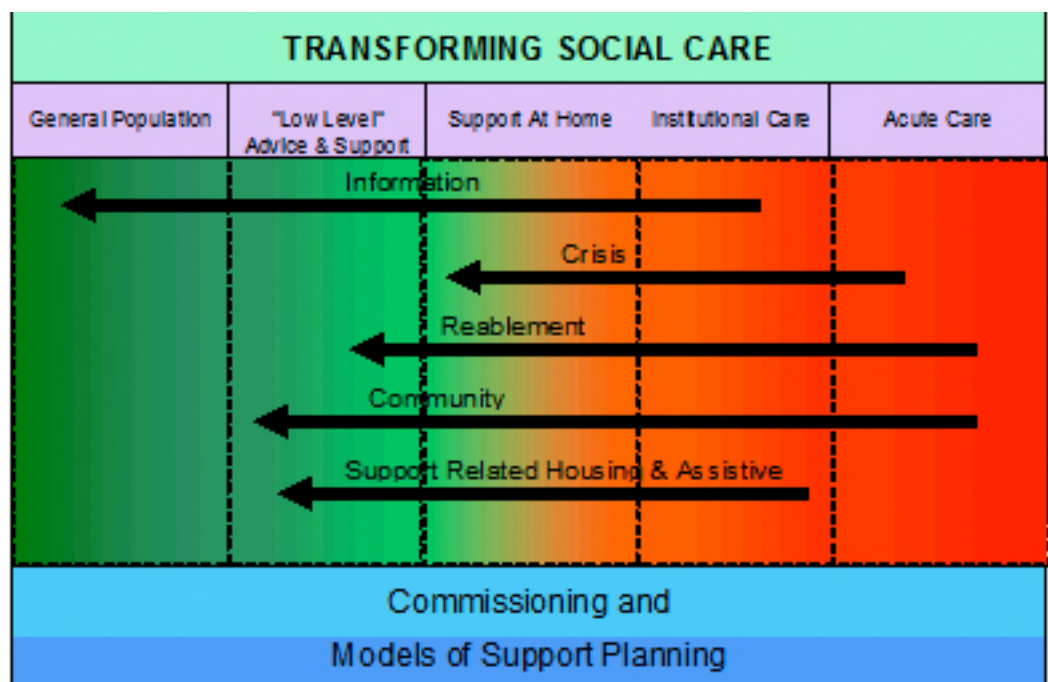 TRANSFORMING SOCIAL CARE
General Population
"Low Level"
Advice & Support
Support At Home
Institutional Care
Acute Care
Information
Crisis
Reablement
Community
Support Related Housing & Assistive
Commissioning and
Models of Support Planning